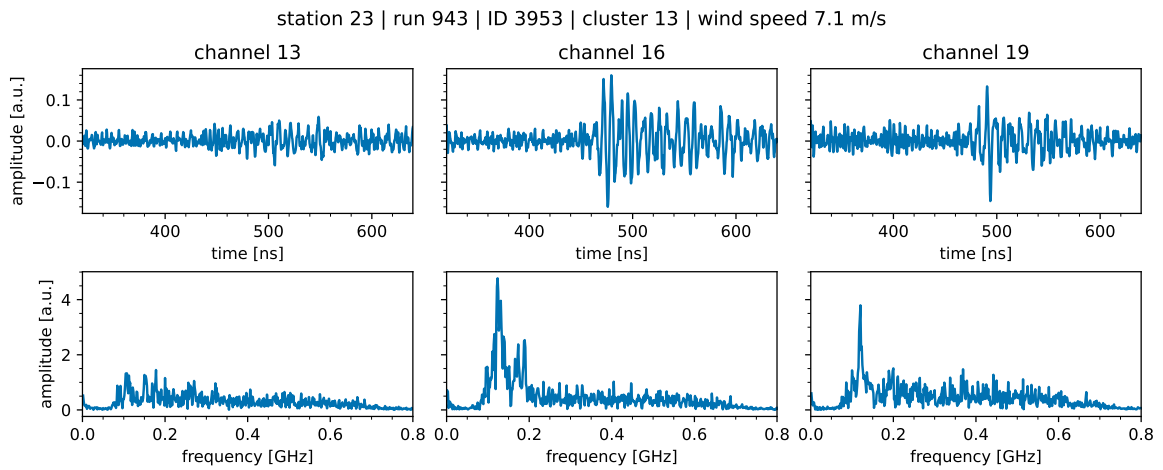 station 23 | run 943 | ID 3953 | cluster 13 | wind speed 7.1 m/s
channel 13 channel 16 channel 19
amplitude [a.u.]
0.1
0.0
−0.1
400 500 600 400 500 600 400 500 600
time [ns] time [ns] time [ns]
amplitude [a.u.]
4
2
0
0.0 0.2 0.4 0.6 0.8 0.0 0.2 0.4 0.6 0.8 0.0 0.2 0.4 0.6 0.8
frequency [GHz] frequency [GHz] frequency [GHz]